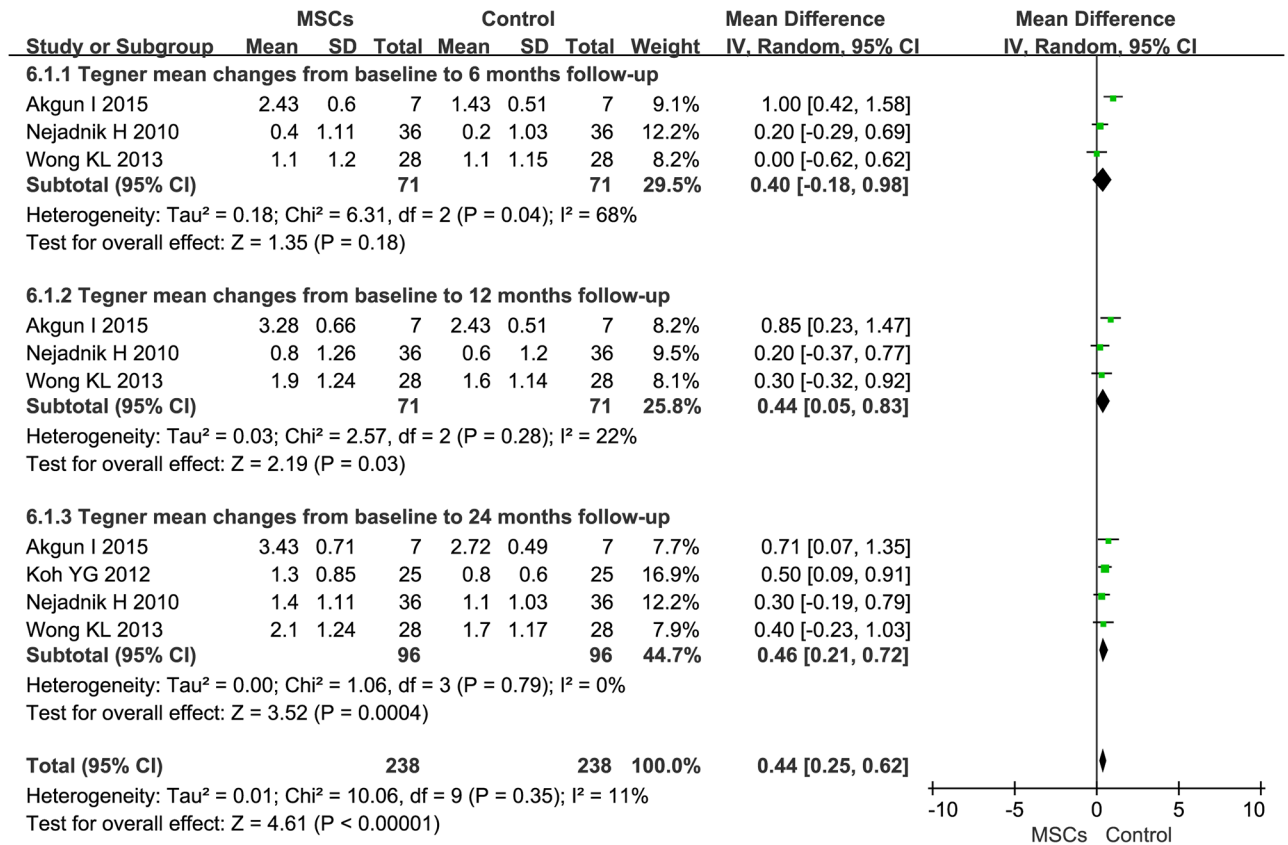 MSCs Control Mean Difference Mean Difference
Study or Subgroup Mean SD Total Mean SD Total Weight IV, Random, 95% CI IV, Random, 95% CI
6.1.1 Tegner mean changes from baseline to 6 months follow-up
Akgun I 2015 2.43 0.6 7 1.43 0.51 7 9.1% 1.00 [0.42, 1.58]
Nejadnik H 2010 0.4 1.11 36 0.2 1.03 36 12.2% 0.20 [-0.29, 0.69]
Wong KL 2013 1.1 1.2 28 1.1 1.15 28 8.2% 0.00 [-0.62, 0.62]
Subtotal (95% CI) 71 71 29.5% 0.40 [-0.18, 0.98]
Heterogeneity: Tau² = 0.18; Chi² = 6.31, df = 2 (P = 0.04); I² = 68%
Test for overall effect: Z = 1.35 (P = 0.18)
6.1.2 Tegner mean changes from baseline to 12 months follow-up
Akgun I 2015 3.28 0.66 7 2.43 0.51 7 8.2% 0.85 [0.23, 1.47]
Nejadnik H 2010 0.8 1.26 36 0.6 1.2 36 9.5% 0.20 [-0.37, 0.77]
Wong KL 2013 1.9 1.24 28 1.6 1.14 28 8.1% 0.30 [-0.32, 0.92]
Subtotal (95% CI) 71 71 25.8% 0.44 [0.05, 0.83]
Heterogeneity: Tau² = 0.03; Chi² = 2.57, df = 2 (P = 0.28); I² = 22%
Test for overall effect: Z = 2.19 (P = 0.03)
6.1.3 Tegner mean changes from baseline to 24 months follow-up
Akgun I 2015 3.43 0.71 7 2.72 0.49 7 7.7% 0.71 [0.07, 1.35]
Koh YG 2012 1.3 0.85 25 0.8 0.6 25 16.9% 0.50 [0.09, 0.91]
Nejadnik H 2010 1.4 1.11 36 1.1 1.03 36 12.2% 0.30 [-0.19, 0.79]
Wong KL 2013 2.1 1.24 28 1.7 1.17 28 7.9% 0.40 [-0.23, 1.03]
Subtotal (95% CI) 96 96 44.7% 0.46 [0.21, 0.72]
Heterogeneity: Tau² = 0.00; Chi² = 1.06, df = 3 (P = 0.79); I² = 0%
Test for overall effect: Z = 3.52 (P = 0.0004)
Total (95% CI) 238 238 100.0% 0.44 [0.25, 0.62]
Heterogeneity: Tau² = 0.01; Chi² = 10.06, df = 9 (P = 0.35); I² = 11%
Test for overall effect: Z = 4.61 (P < 0.00001)
-10 -5 0 5 10
MSCs Control